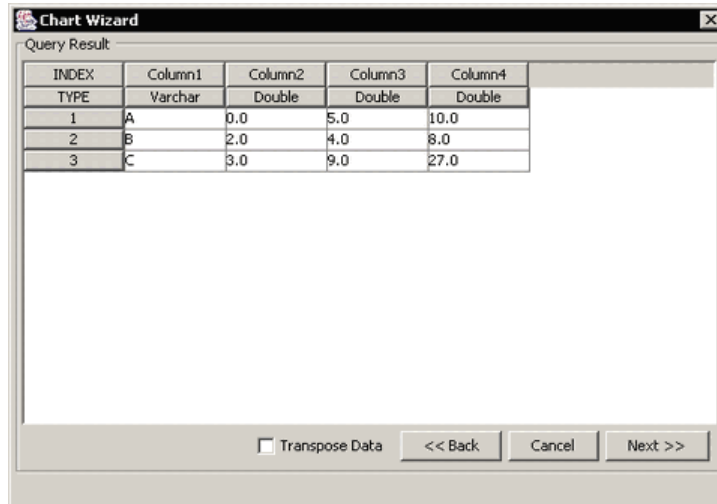 Chart Wizard
Query Result
INDEX Column1 Column2 Column3 Column4
TYPE Varchar Double Double Double
1 A 0.0 5.0 10.0
2 B 2.0 4.0 8.0
3 C 3.0 9.0 27.0
Transpose Data << Back Cancel Next >>